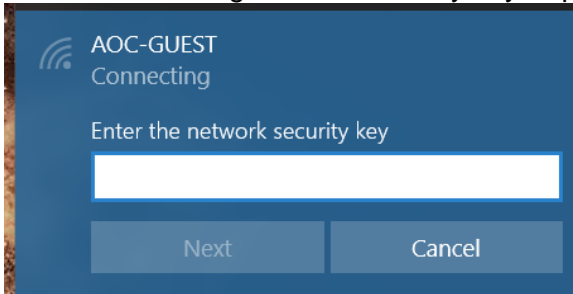 AOC-GUEST
Connecting
Enter the network security key
Next
Cancel